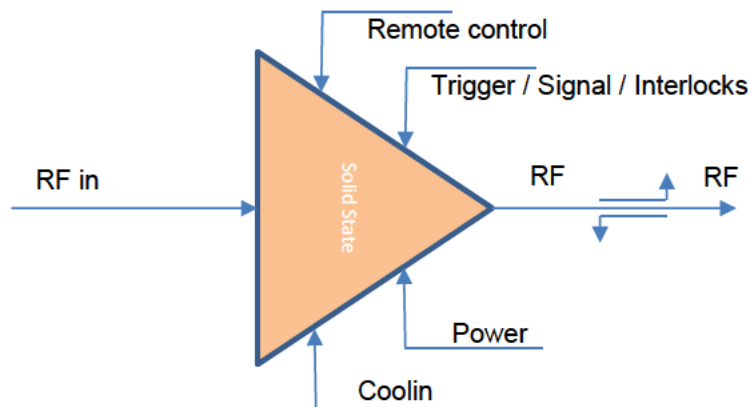 Remote control
Trigger / Signal / Interlocks
RF in
Solid State
RF
RF
Power
Coolin